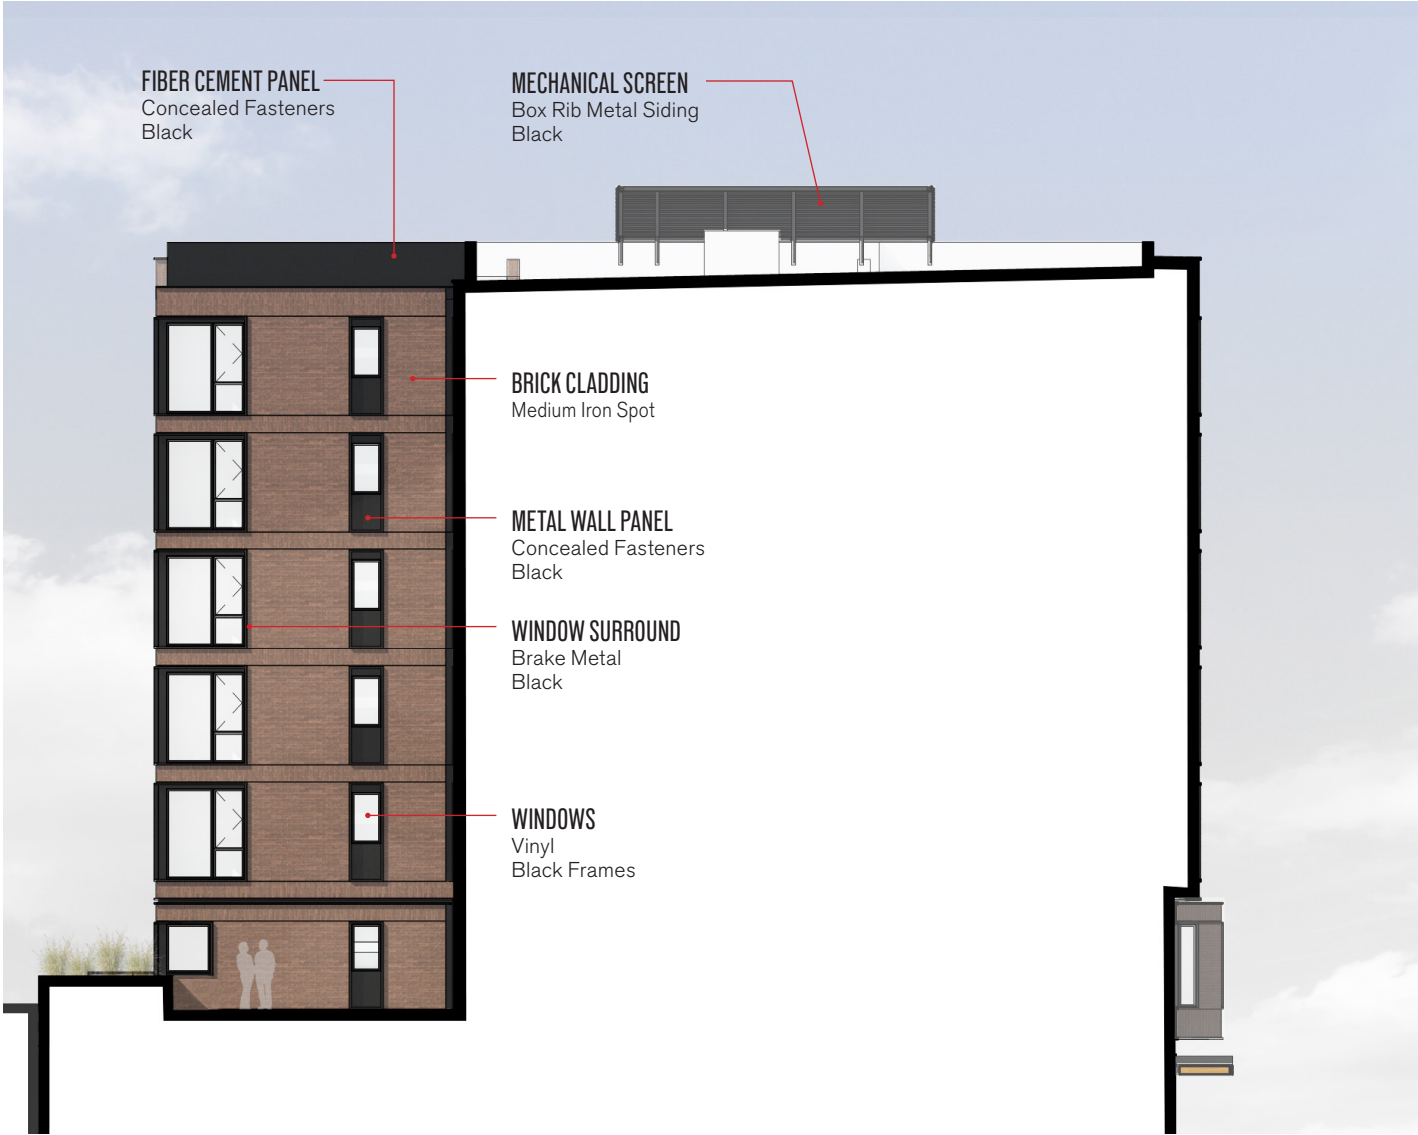 FIBER CEMENT PANEL
Concealed Fasteners
Black
MECHANICAL SCREEN
Box Rib Metal Siding
Black
BRICK CLADDING
Medium Iron Spot
METAL WALL PANEL
Concealed Fasteners
Black
WINDOW SURROUND
Brake Metal
Black
WINDOWS
Vinyl
Black Frames